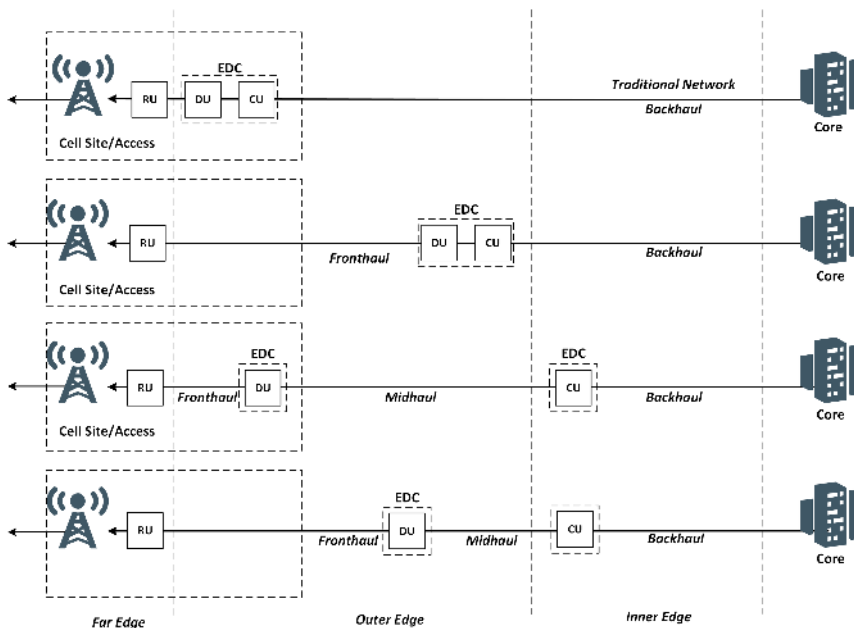 EDC
Traditional Network
RU
DU
CU
Backhaul
Core
Cell Site/Access
EDC
RU
DU
CU
Fronthaul
Backhaul
Cell Site/Access
Core
EDC
EDC
RU
DU
CU
Fronthaul
Midhaul
Backhaul
Cell Site/Access
Core
EDC
RU
DU
CU
Fronthaul
Midhaul
Backhaul
Core
Far Edge
Outer Edge
Inner Edge